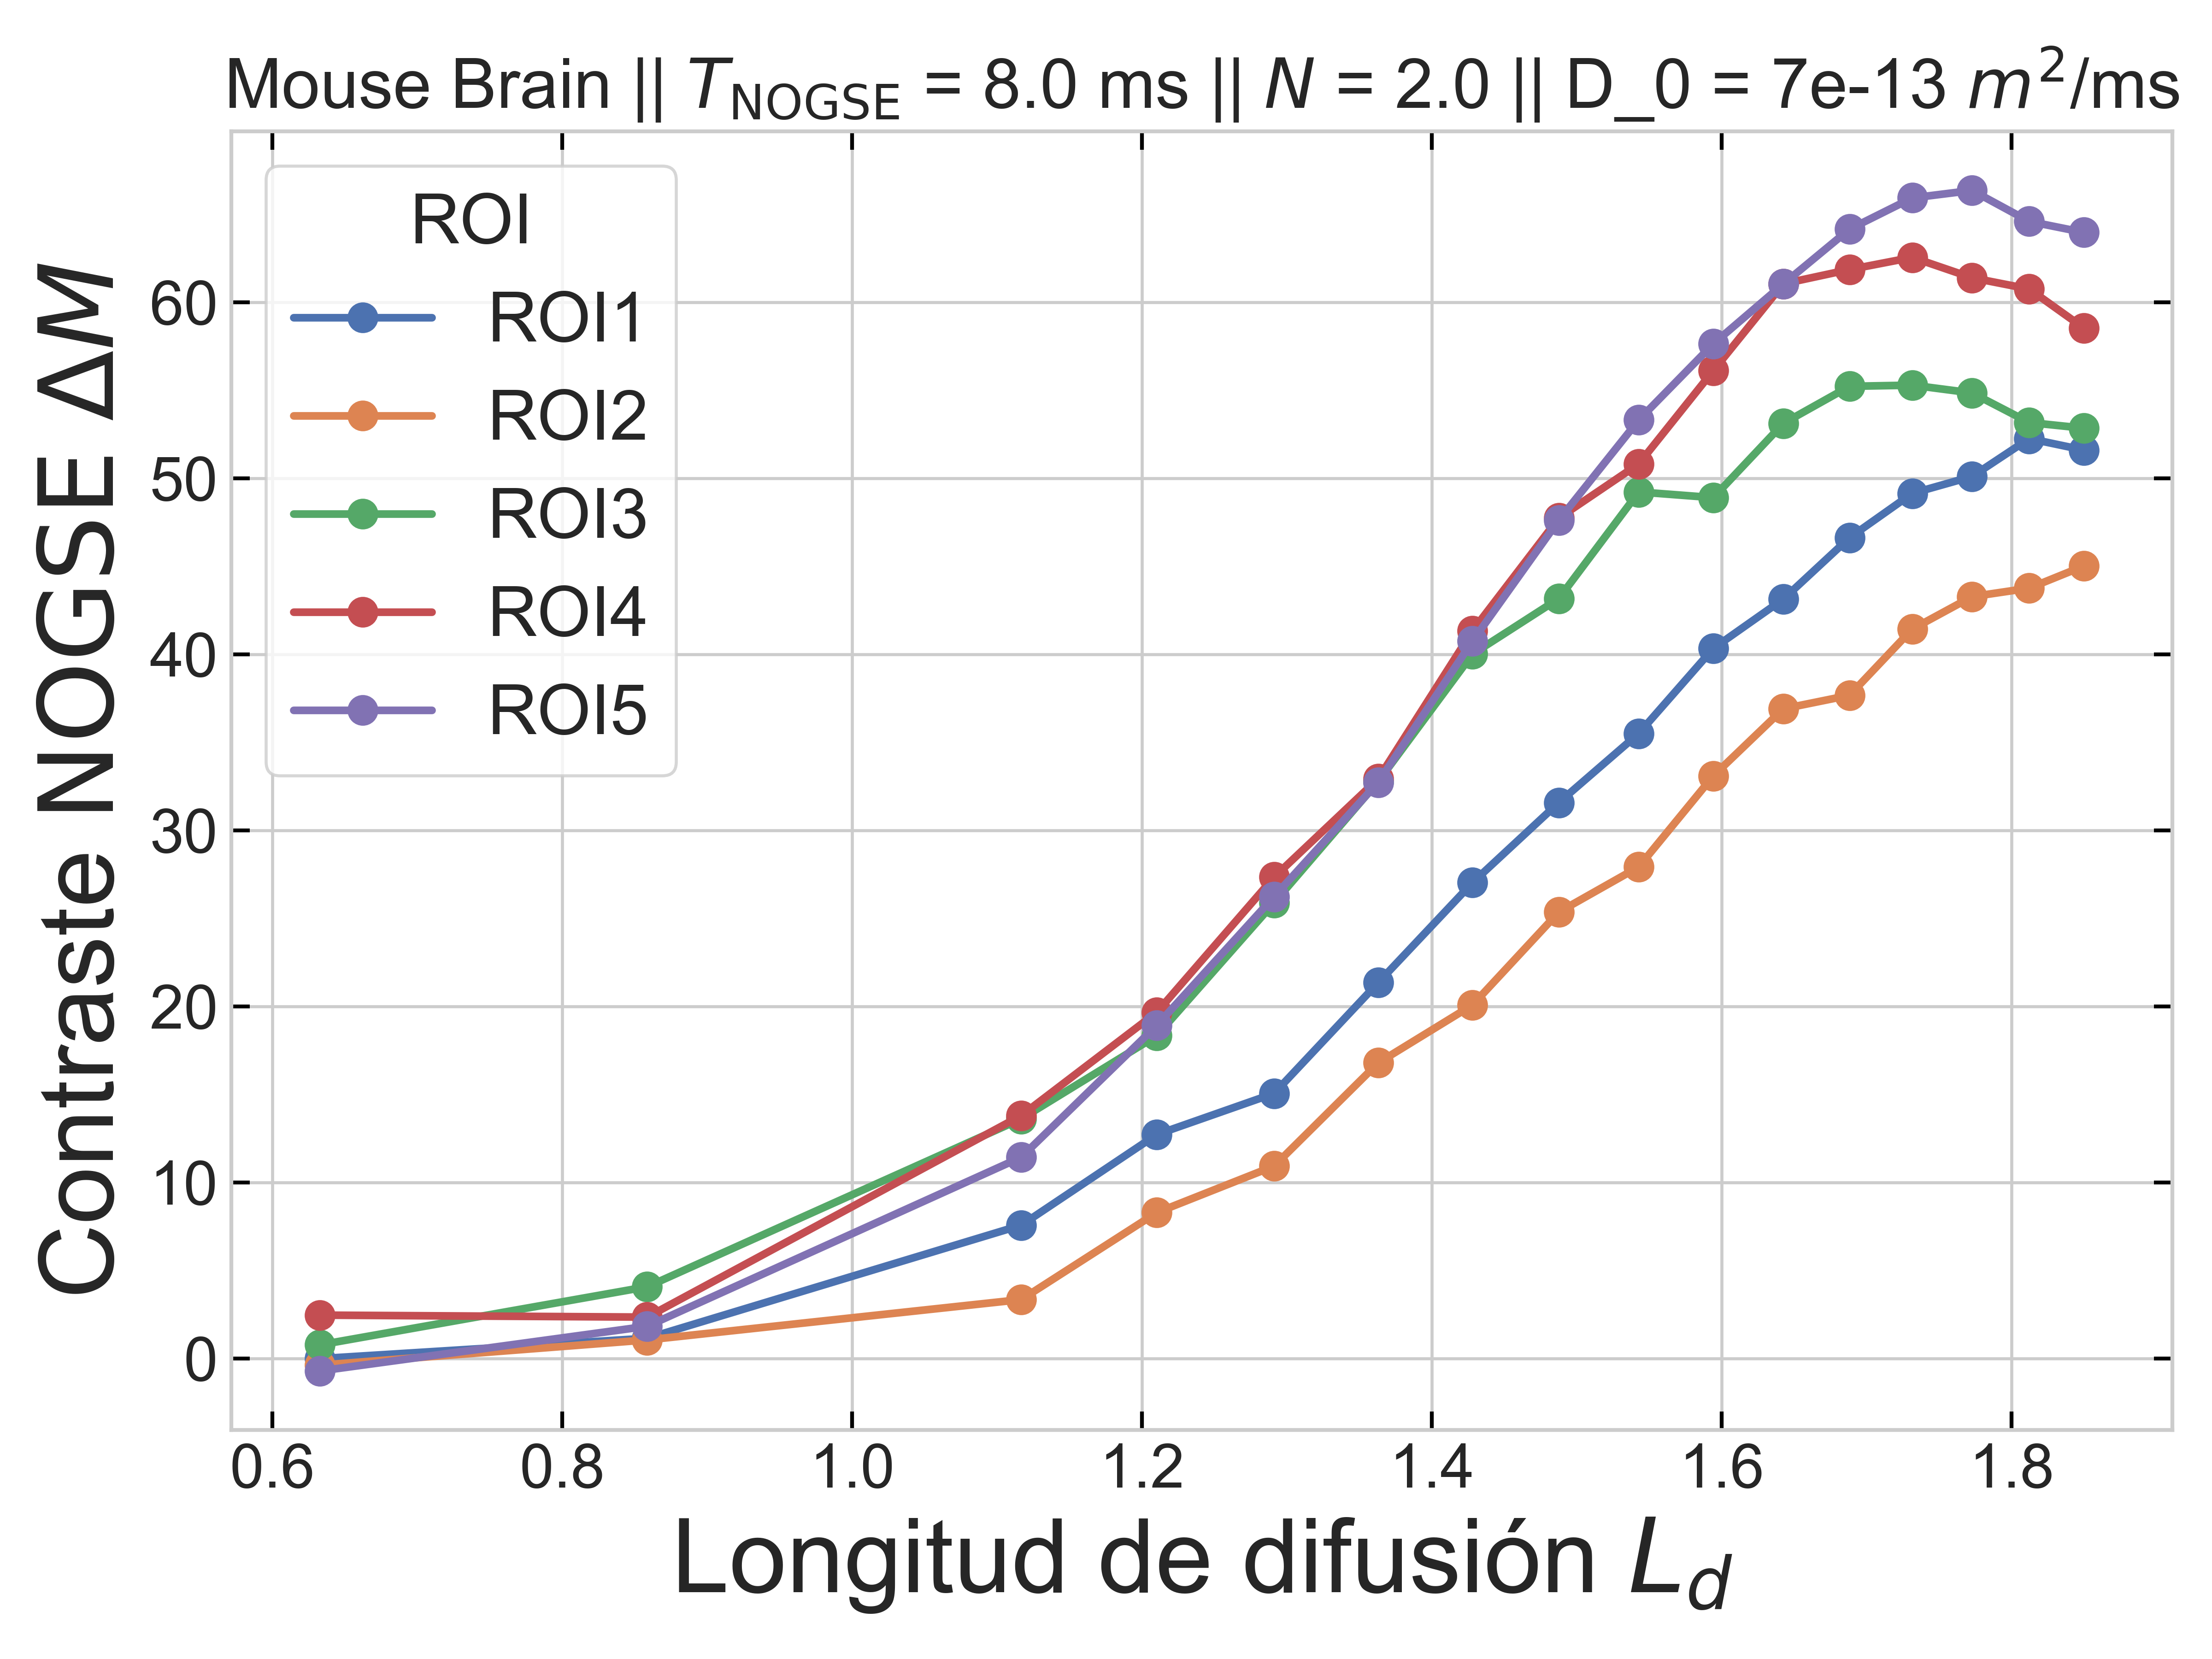 Mouse Brain || T_NOGSE = 8.0 ms || N = 2.0 || D_0 = 7e-13 m²/ms
Contraste NOGSE ΔM
60
50
40
30
20
10
0
ROI
ROI1
ROI2
ROI3
ROI4
ROI5
0.6 0.8 1.0 1.2 1.4 1.6 1.8
Longitud de difusión L_d